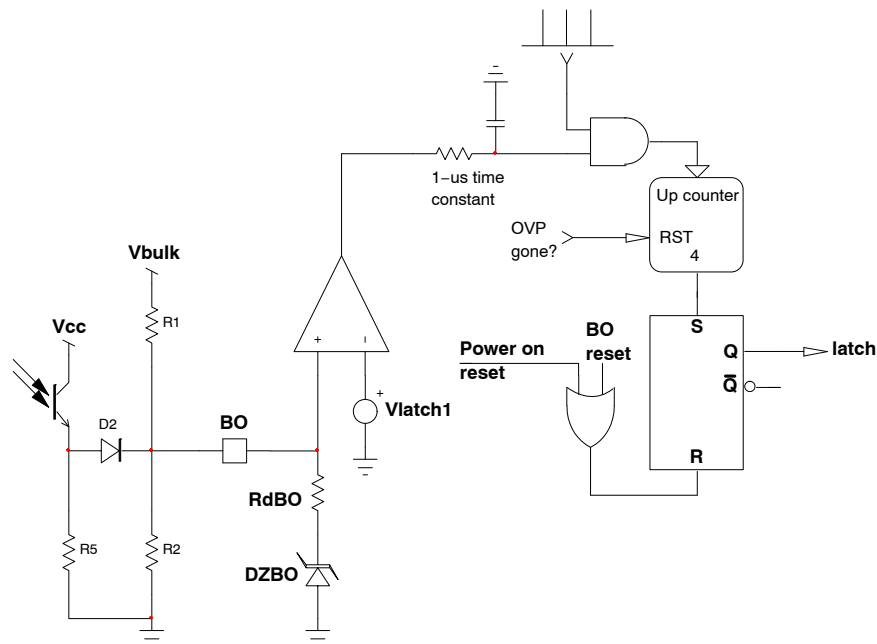 1−us time
constant
Up counter
OVP
gone?
RST
4
Vbulk
R1
Vcc
S
Power on
reset
BO
reset
Q
latch
Q
D2
BO
Vlatch1
R
RdBO
R5
R2
DZBO
+
−
+